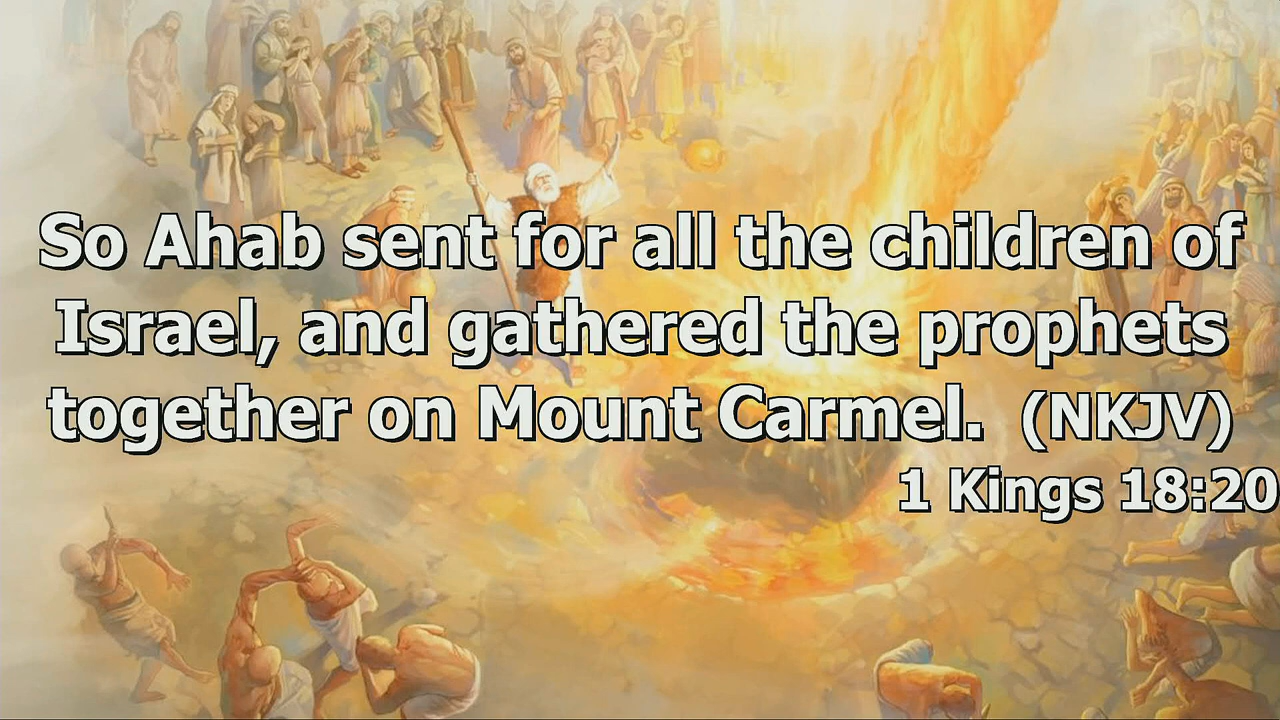 So Ahab sent for all the children of
Israel, and gathered the prophets
together on Mount Carmel. (NKJV)
1 Kings 18:20